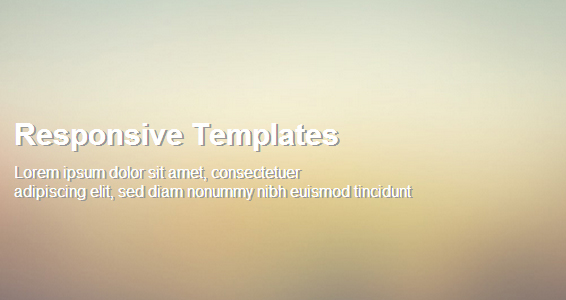 Responsive Templates
Lorem ipsum dolor sit amet, consectetuer
adipiscing elit, sed diam nonummy nibh euismod tincidunt